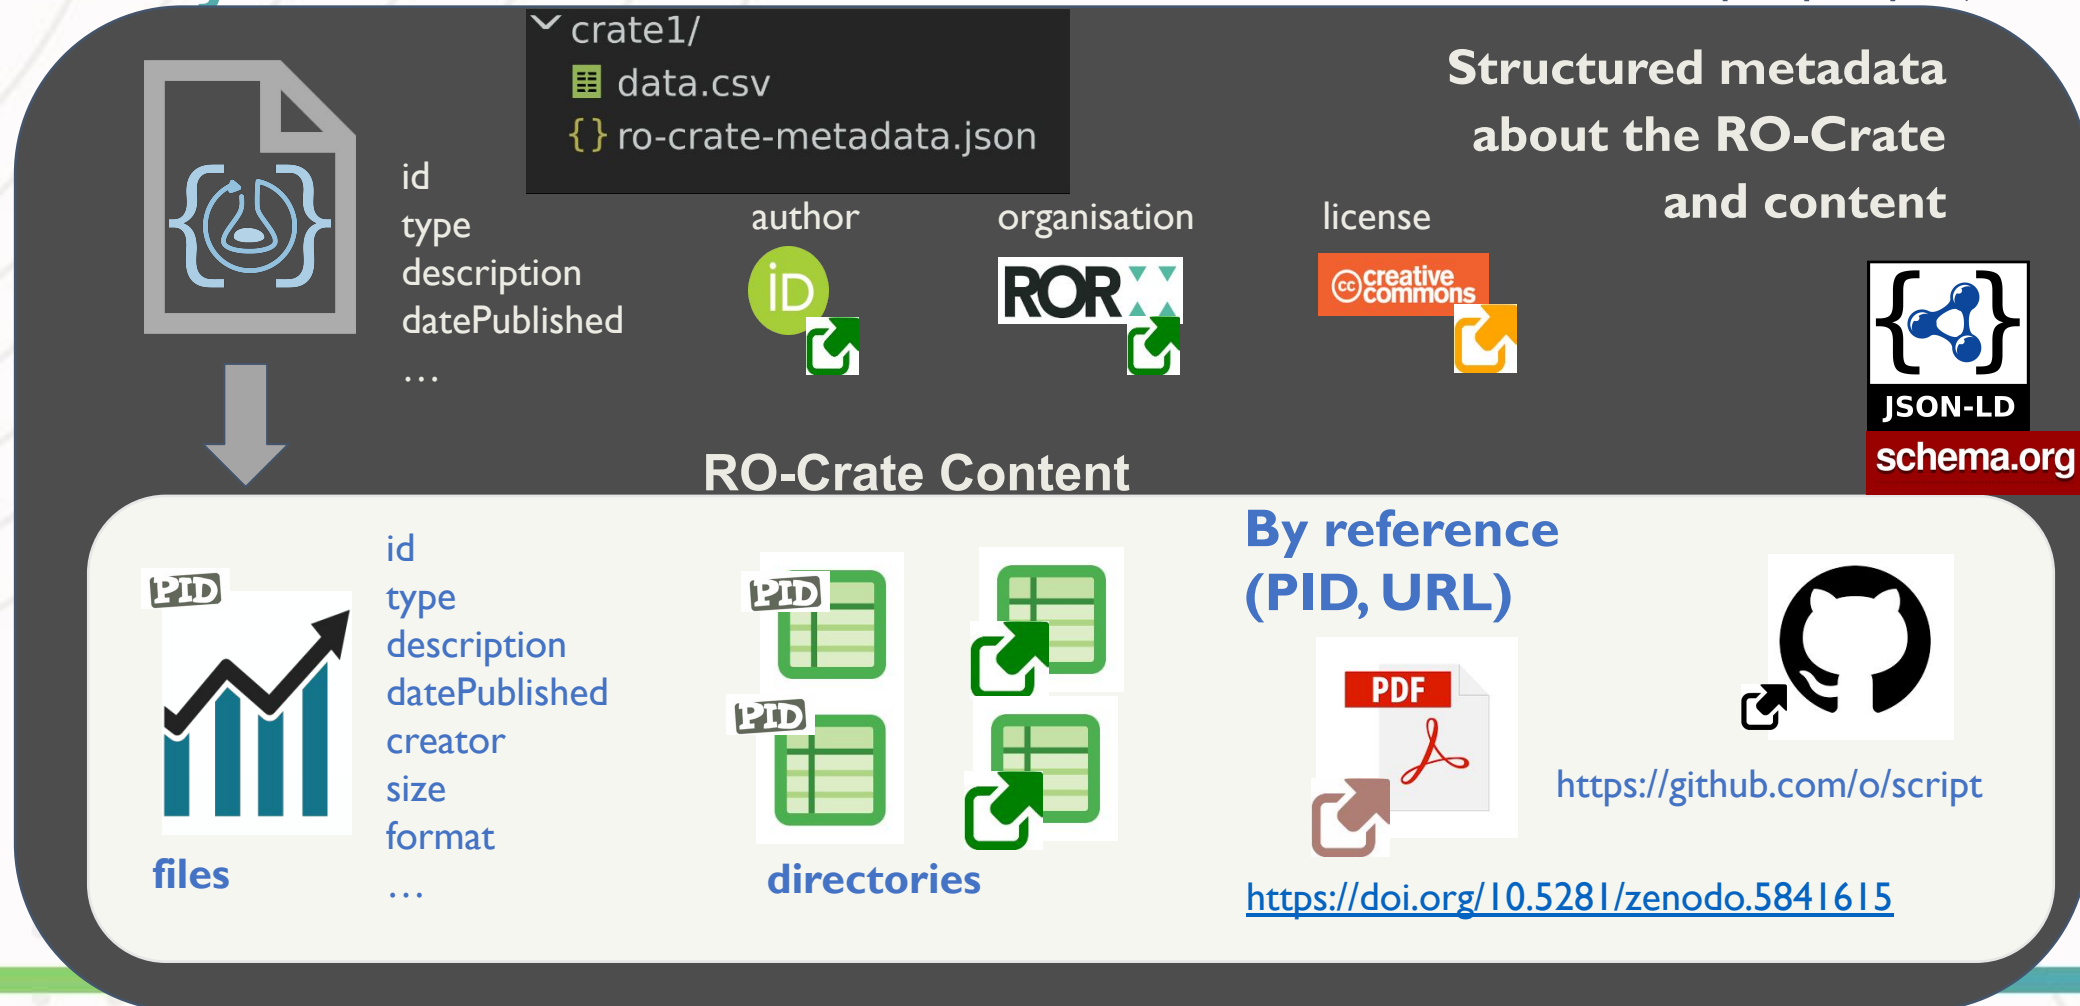 crate1/
data.csv
{} ro-crate-metadata.json
Structured metadata
about the RO-Crate
and content
id
type
description
datePublished
…
author
iD
organisation
ROR
license
cc creative
commons
JSON-LD
schema.org
RO-Crate Content
PID
files
id
type
description
datePublished
creator
size
format
…
PID
PID
directories
By reference
(PID, URL)
PDF
https://github.com/o/script
https://doi.org/10.5281/zenodo.5841615